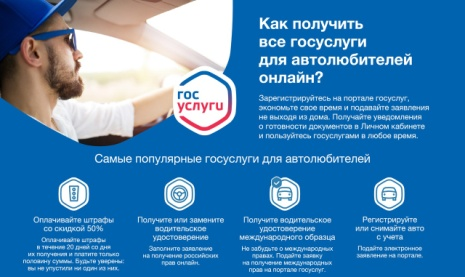 Как получить
все госуслуги
для автолюбителей
онлайн?
гос
услуги
Зарегистрируйтесь на портале госуслуг,
экономьте свое время и подавайте заявления
не выходя из дома. Получайте уведомления
о готовности документов в Личном кабинете
и пользуйтесь госуслугами в любое время.
Самые популярные госуслуги для автолюбителей
Оплачивайте штрафы
со скидкой 50%
Оплачивайте штрафы
в течение 20 дней со дня
их получения и платите только
половину суммы. Будьте уверены:
вы не упустили ни один из них.
Получите или замените
водительское
удостоверение
Заполните заявление
на получение российских
прав онлайн.
Получите водительское
удостоверение
международного образца
Не забудьте о международных
правах. Подайте заявку
на получение международных
прав на портале госуслуг.
Регистрируйте
или снимайте авто
с учета
Подайте электронное
заявление на портале.